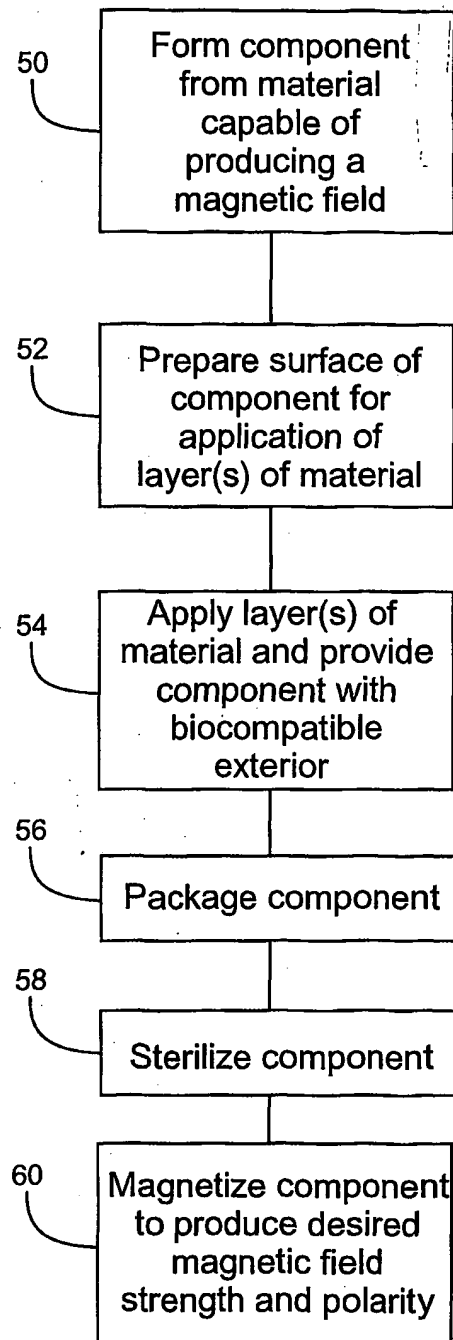 50
Form component
from material
capable of
producing a
magnetic field
52
Prepare surface of
component for
application of
layer(s) of material
54
Apply layer(s) of
material and provide
component with
biocompatible
exterior
56
Package component
58
Sterilize component
60
Magnetize component
to produce desired
magnetic field
strength and polarity